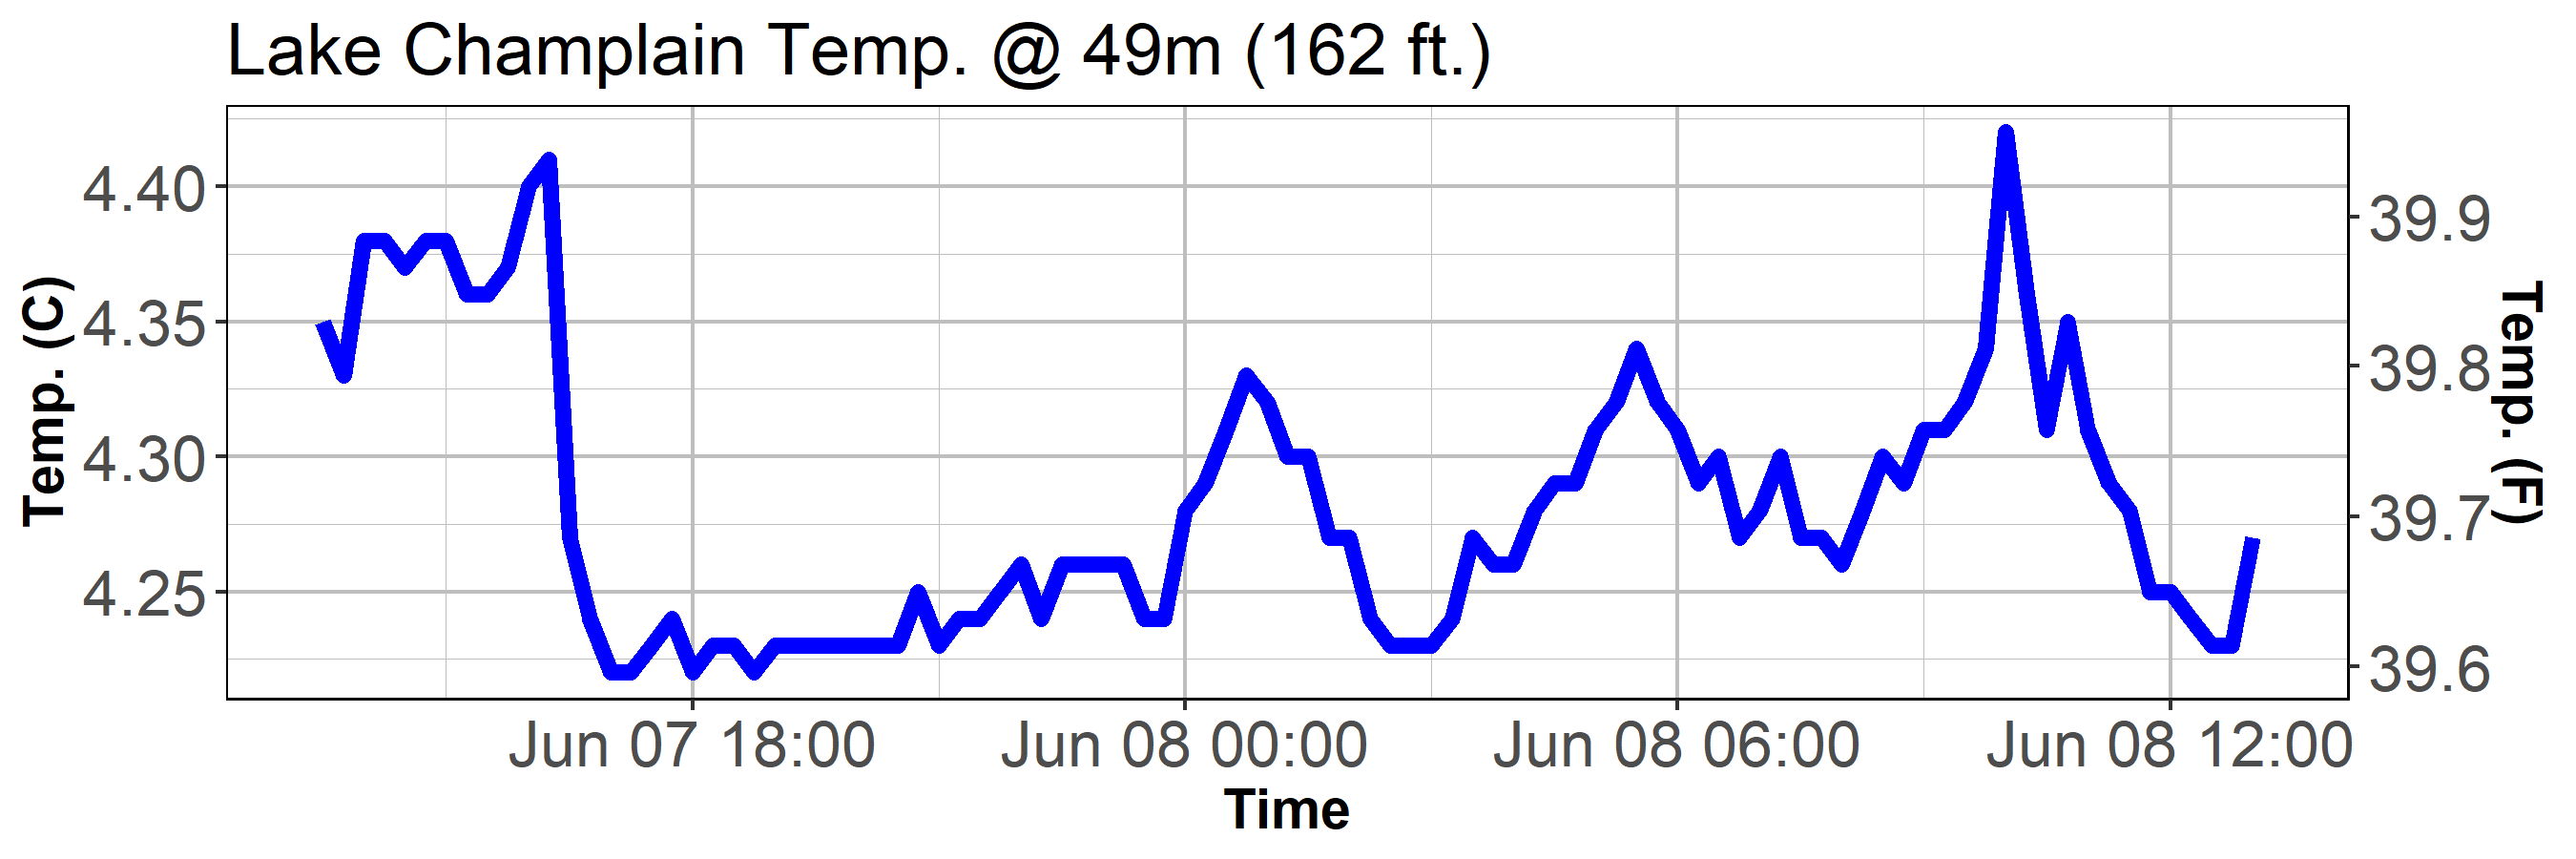 Lake Champlain Temp. @ 49m (162 ft.)
Temp. (C)
4.40
4.35
4.30
4.25
39.9
39.8
39.7
39.6
Temp. (F)
Jun 07 18:00
Jun 08 00:00
Jun 08 06:00
Jun 08 12:00
Time